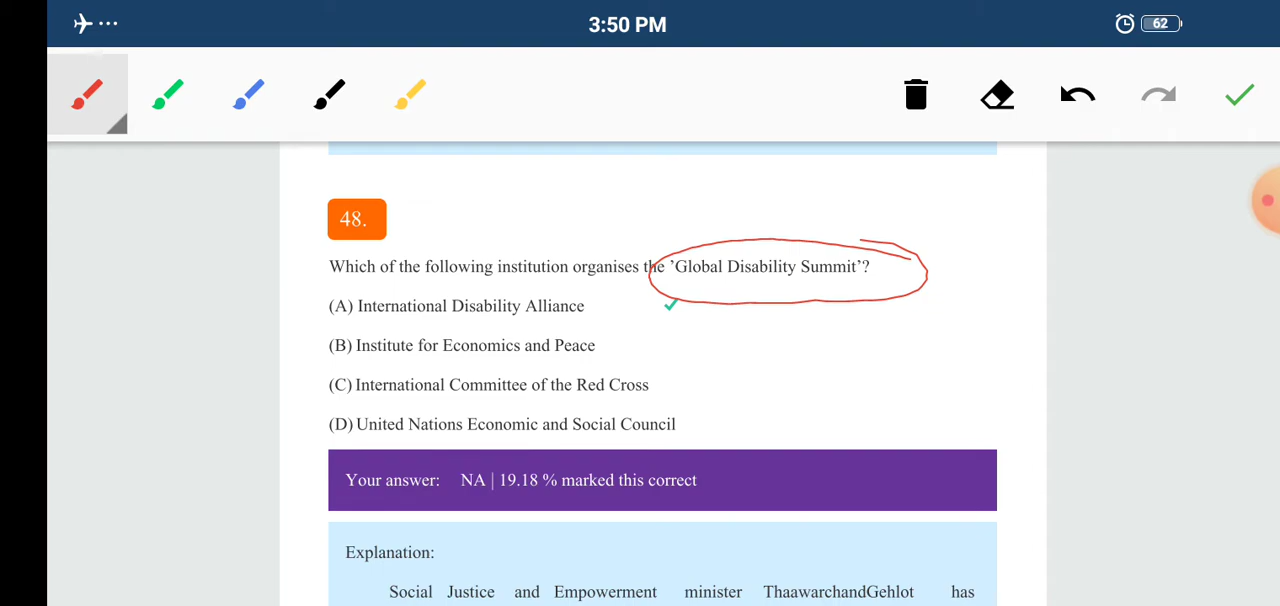 3:50 PM
62
48.
Which of the following institution organises the ’Global Disability Summit’?
(A) International Disability Alliance
(B) Institute for Economics and Peace
(C) International Committee of the Red Cross
(D) United Nations Economic and Social Council
Your answer: NA | 19.18 % marked this correct
Explanation:
Social Justice and Empowerment minister ThaawarchandGehlot has